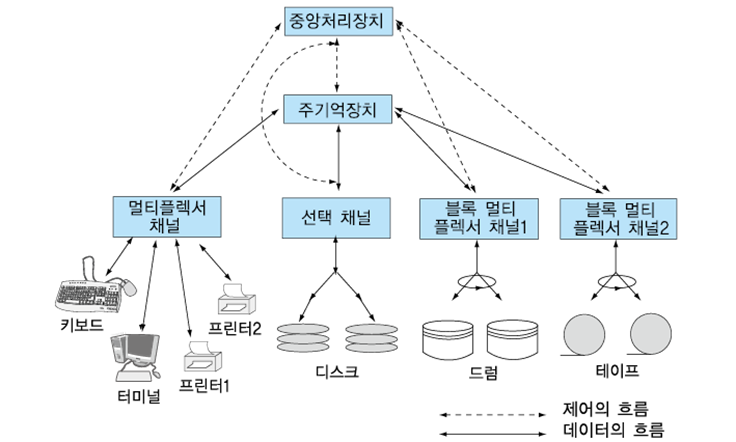 중앙처리장치
주기억장치
멀티플렉서
채널
선택 채널
블록 멀티
플렉서 채널1
블록 멀티
플렉서 채널2
키보드
터미널
프린터1
프린터2
디스크
드럼
테이프
제어의 흐름
데이터의 흐름